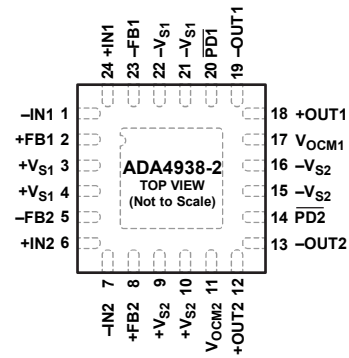 24 +IN1
23 –FB1
22 –VS1
21 –VS1
20 PD1
19 –OUT1
–IN1 1
+FB1 2
+VS1 3
+VS1 4
–FB2 5
+IN2 6
ADA4938-2
TOP VIEW
(Not to Scale)
18 +OUT1
17 VOCM1
16 –VS2
15 –VS2
14 PD2
13 –OUT2
–IN2 7
+FB2 8
+VS2 9
+VS2 10
VOCM2 11
+OUT2 12